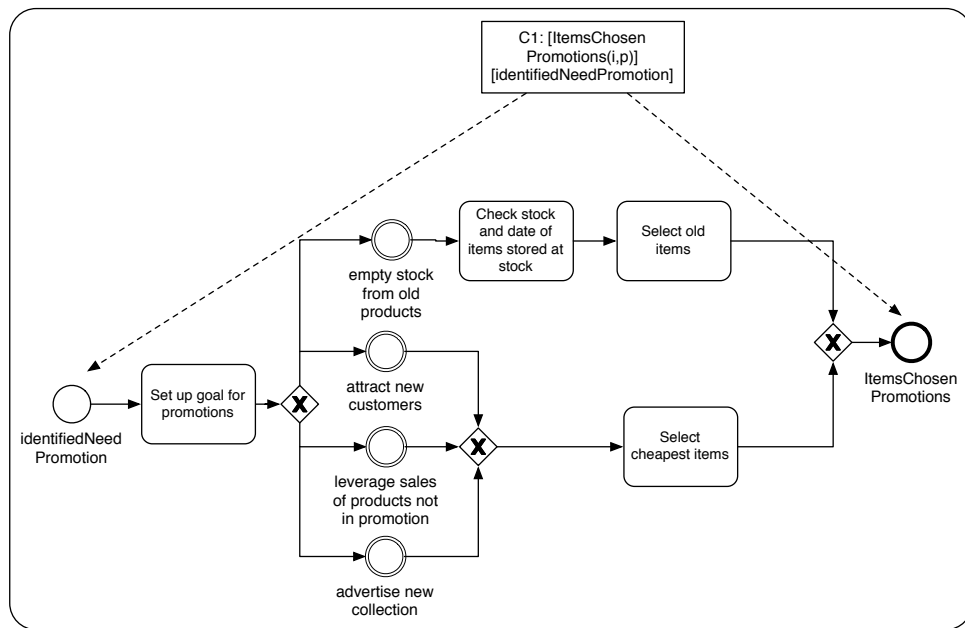 C1: [ItemsChosen
Promotions(i,p)]
[identifiedNeedPromotion]
Check stock
and date of
items stored at
stock
Select old
items
empty stock
from old
products
X
ItemsChosen
Promotions
attract new
customers
Set up goal for
promotions
X
identifiedNeed
Promotion
X
Select
cheapest items
leverage sales
of products not
in promotion
advertise new
collection